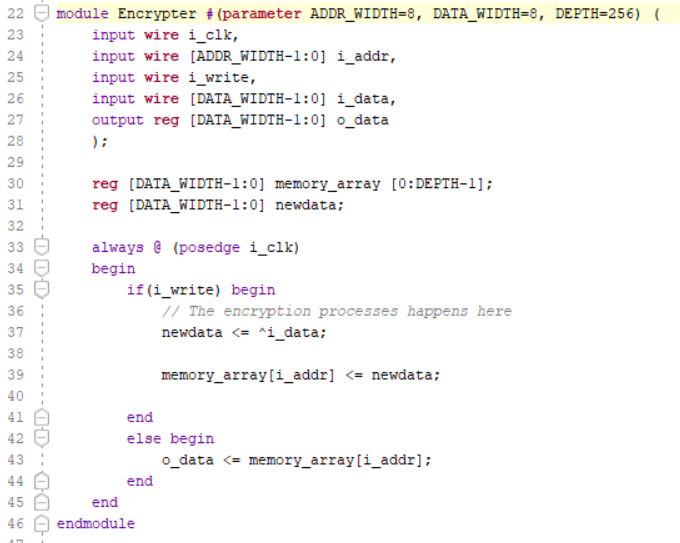 22 module Encrypter #(parameter ADDR_WIDTH=8, DATA_WIDTH=8, DEPTH=256) (
23 input wire i_clk,
24 input wire [ADDR_WIDTH-1:0] i_addr,
25 input wire i_write,
26 input wire [DATA_WIDTH-1:0] i_data,
27 output reg [DATA_WIDTH-1:0] o_data
28 );
29
30 reg [DATA_WIDTH-1:0] memory_array [0:DEPTH-1];
31 reg [DATA_WIDTH-1:0] newdata;
32
33 always @ (posedge i_clk)
34 begin
35 if(i_write) begin
36 // The encryption processes happens here
37 newdata <= ^i_data;
38
39 memory_array[i_addr] <= newdata;
40
41 end
42 else begin
43 o_data <= memory_array[i_addr];
44 end
45 end
46 endmodule